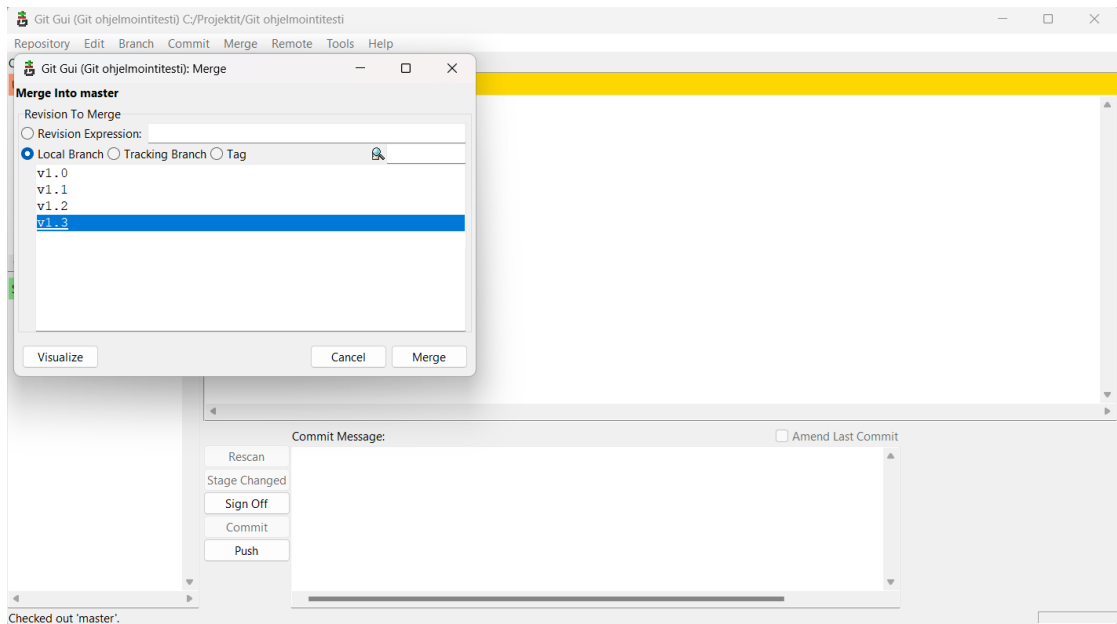 Git Gui (Git ohjelmointitesti) C:/Projektit/Git ohjelmointitesti
Repository Edit Branch Commit Merge Remote Tools Help
Git Gui (Git ohjelmointitesti): Merge
Merge Into master
Revision To Merge
Revision Expression:
Local Branch Tracking Branch Tag
v1.0
v1.1
v1.2
v1.3
Visualize Cancel Merge
Commit Message: Amend Last Commit
Rescan
Stage Changed
Sign Off
Commit
Push
Checked out 'master'.